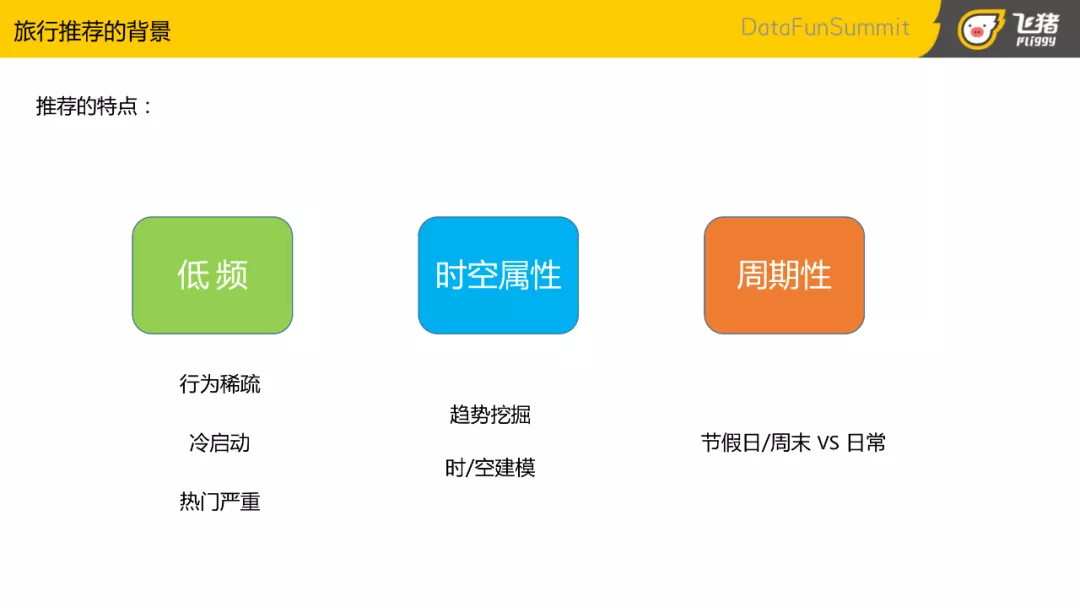 旅行推荐的背景
DataFunSummit
飞猪
Fliggy
推荐的特点：
低 频
时空属性
周期性
行为稀疏
冷启动
热门严重
趋势挖掘
时/空建模
节假日/周末 VS 日常